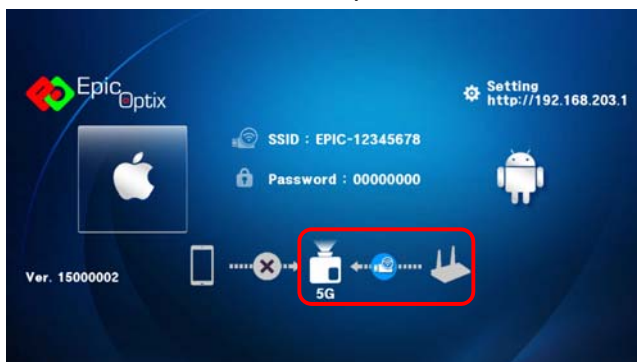 Epic
Optix
Setting
http://192.168.203.1
SSID : EPIC-12345678
Password : 00000000
Ver. 15000002
5G